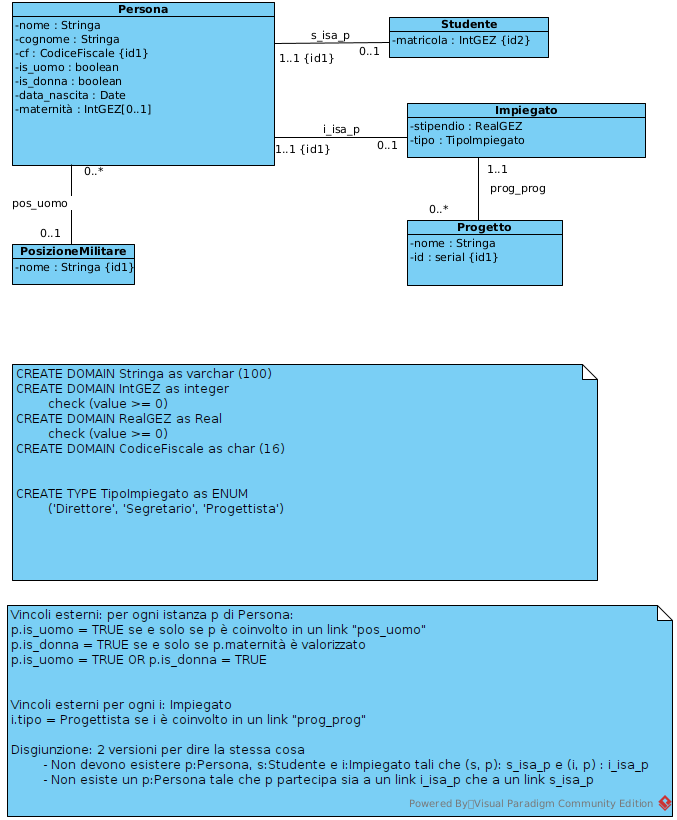 Persona
-nome : Stringa
-cognome : Stringa
-cf : CodiceFiscale {id1}
-is_uomo : boolean
-is_donna : boolean
-data_nascita : Date
-maternità : IntGEZ[0..1]
s_isa_p
1..1 {id1}
0..1
Studente
-matricola : IntGEZ {id2}
i_isa_p
1..1 {id1}
0..1
Impiegato
-stipendio : RealGEZ
-tipo : TipoImpiegato
0..*
pos_uomo
0..1
1..1
prog_prog
0..*
PosizioneMilitare
-nome : Stringa {id1}
Progetto
-nome : Stringa
-id : serial {id1}
CREATE DOMAIN Stringa as varchar (100)
CREATE DOMAIN IntGEZ as integer
check (value >= 0)
CREATE DOMAIN RealGEZ as Real
check (value >= 0)
CREATE DOMAIN CodiceFiscale as char (16)
CREATE TYPE TipoImpiegato as ENUM
('Direttore', 'Segretario', 'Progettista')
Vincoli esterni: per ogni istanza p di Persona:
p.is_uomo = TRUE se e solo se p è coinvolto in un link "pos_uomo"
p.is_donna = TRUE se e solo se p.maternità è valorizzato
p.is_uomo = TRUE OR p.is_donna = TRUE
Vincoli esterni per ogni i: Impiegato
i.tipo = Progettista se i è coinvolto in un link "prog_prog"
Disgiunzione: 2 versioni per dire la stessa cosa
- Non devono esistere p:Persona, s:Studente e i:Impiegato tali che (s, p): s_isa_p e (i, p) : i_isa_p
- Non esiste un p:Persona tale che p partecipa sia a un link i_isa_p che a un link s_isa_p
Powered By Visual Paradigm Community Edition